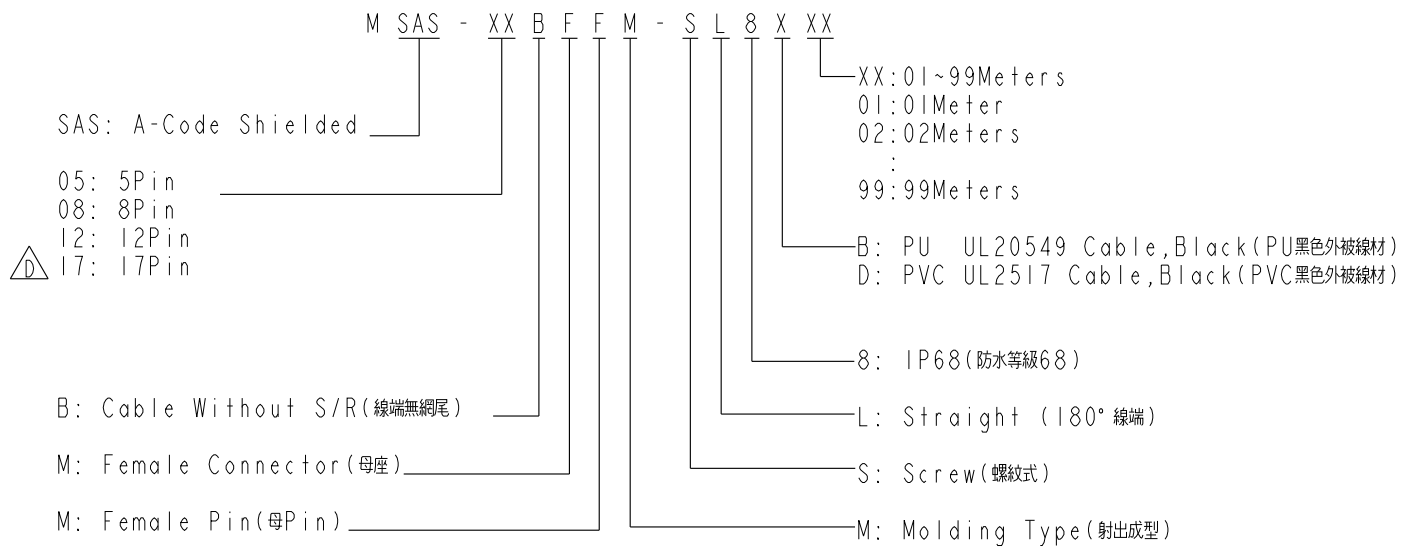 M SAS - XX B F F M - S L 8 X XX
SAS: A-Code Shielded
05: 5Pin
08: 8Pin
12: 12Pin
D 17: 17Pin
B: Cable Without S/R(線端無網尾)
M: Female Connector(母座)
M: Female Pin(母Pin)
XX:01~99Meters
01:01Meter
02:02Meters
:
99:99Meters
B: PU UL20549 Cable,Black(PU黑色外被線材)
D: PVC UL2517 Cable,Black(PVC黑色外被線材)
8: IP68(防水等級68)
L: Straight (180° 線端)
S: Screw(螺紋式)
M: Molding Type(射出成型)